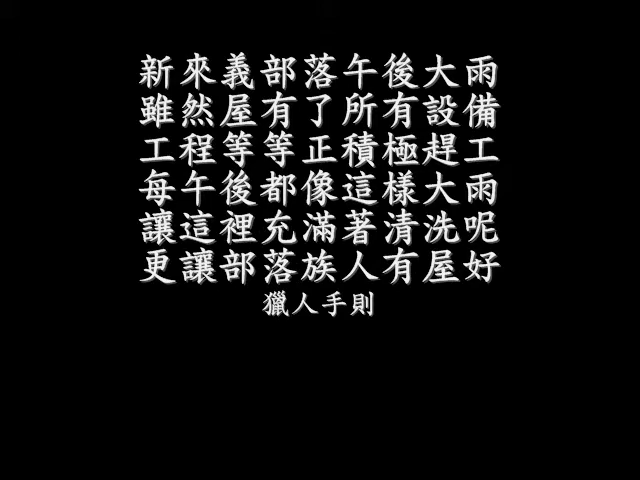 新來義部落午後大雨
雖然屋有了所有設備
工程等等正積極趕工
每午後都像這樣大雨
讓這裡充滿著清洗呢
更讓部落族人有屋好
獵人手則